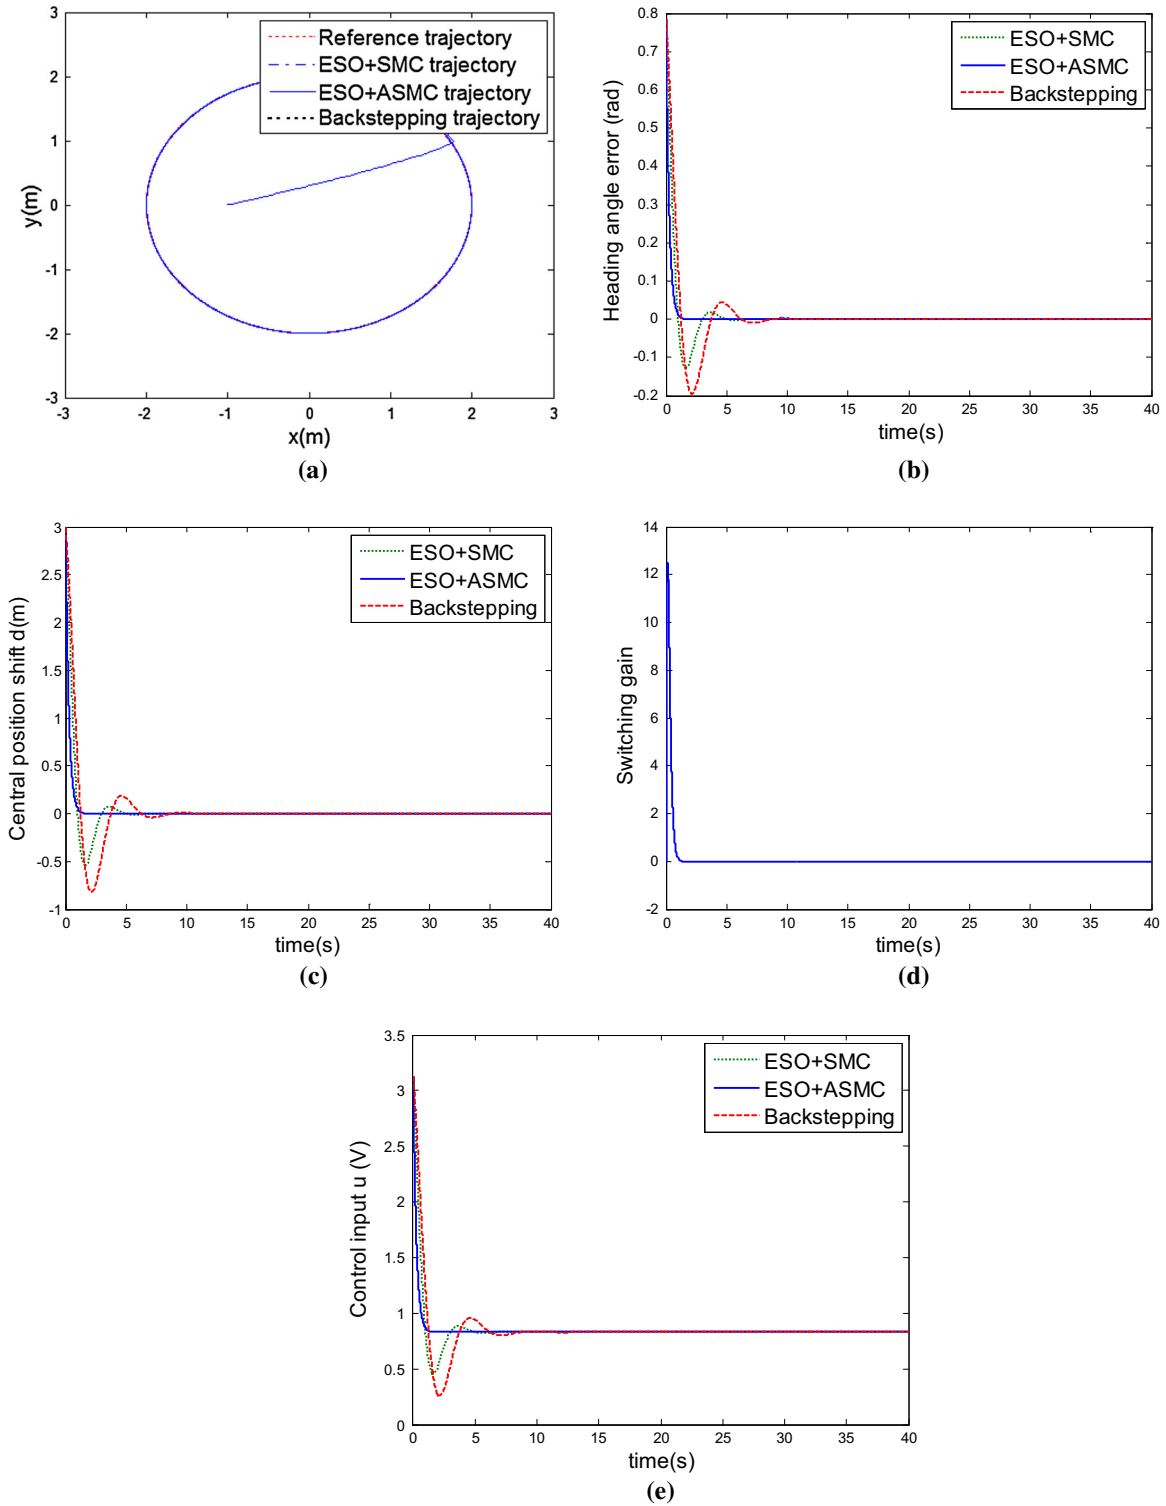 3
2
1
0
-1
-2
-3
-3 -2 -1 0 1 2 3
y(m)
x(m)
Reference trajectory
ESO+SMC trajectory
ESO+ASMC trajectory
Backstepping trajectory
(a)
0.8
0.7
0.6
0.5
0.4
0.3
0.2
0.1
0
-0.1
-0.2
0 5 10 15 20 25 30 35 40
Heading angle error (rad)
time(s)
ESO+SMC
ESO+ASMC
Backstepping
(b)
3
2.5
2
1.5
1
0.5
0
-0.5
-1
0 5 10 15 20 25 30 35 40
Central position shift d(m)
time(s)
ESO+SMC
ESO+ASMC
Backstepping
(c)
14
12
10
8
6
4
2
0
-2
0 5 10 15 20 25 30 35 40
Switching gain
time(s)
(d)
3.5
3
2.5
2
1.5
1
0.5
0
0 5 10 15 20 25 30 35 40
Control input u (V)
time(s)
ESO+SMC
ESO+ASMC
Backstepping
(e)